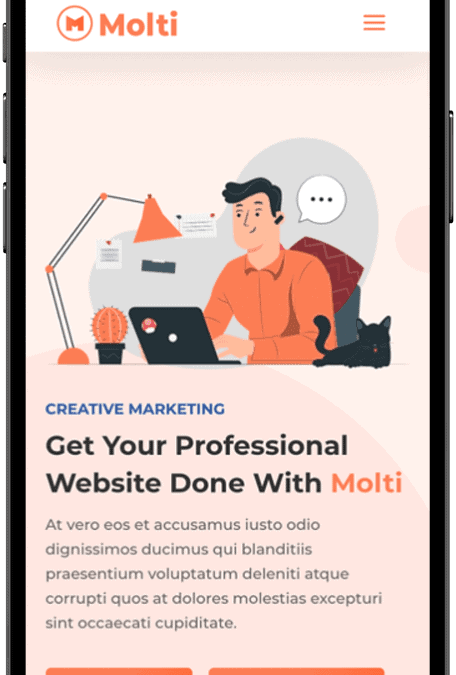 Molti
CREATIVE MARKETING
Get Your Professional
Website Done With Molti
At vero eos et accusamus iusto odio
dignissimos ducimus qui blanditiis
praesentium voluptatum deleniti atque
corrupti quos at dolores molestias excepturi
sint occaecati cupiditate.